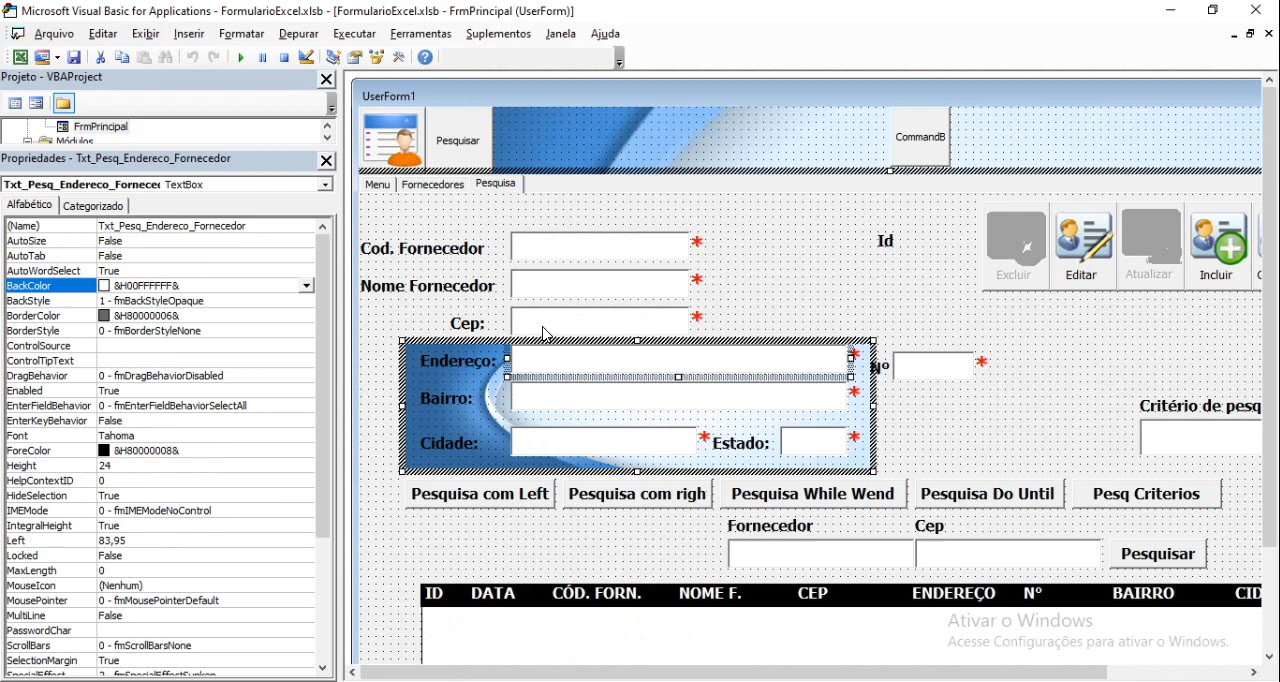 Microsoft Visual Basic for Applications - FormularioExcel.xlsb - [FormularioExcel.xlsb - FrmPrincipal (UserForm)]
Arquivo Editar Exibir Inserir Formatar Depurar Executar Ferramentas Suplementos Janela Ajuda
Projeto - VBAProject
FrmPrincipal
Módulos
Propriedades - Txt_Pesq_Endereco_Fornecedor
Txt_Pesq_Endereco_Fornecec TextBox
Alfabético Categorizado
(Name) Txt_Pesq_Endereco_Fornecedor
AutoSize False
AutoTab False
AutoWordSelect True
BackColor &H00FFFFFF&
BackStyle 1 - fmBackStyleOpaque
BorderColor &H80000006&
BorderStyle 0 - fmBorderStyleNone
ControlSource
ControlTipText
DragBehavior 0 - fmDragBehaviorDisabled
Enabled True
EnterFieldBehavior 0 - fmEnterFieldBehaviorSelectAll
EnterKeyBehavior False
Font Tahoma
ForeColor &H80000008&
Height 24
HelpContextID 0
HideSelection True
IMEMode 0 - fmIMEModeNoControl
IntegralHeight True
Left 83,95
Locked False
MaxLength 0
MouseIcon (Nenhum)
MousePointer 0 - fmMousePointerDefault
MultiLine False
PasswordChar
ScrollBars 0 - fmScrollBarsNone
SelectionMargin True
SpecialEffect 2 - fmSpecialEffectSunken
UserForm1
Pesquisar CommandB
Menu Fornecedores Pesquisa
Cod. Fornecedor * Id
Nome Fornecedor *
Excluir Editar Atualizar Incluir
Cep: *
Endereço: * Nº *
Bairro: *
Critério de pesq
Cidade: * Estado: *
Pesquisa com Left Pesquisa com righ Pesquisa While Wend Pesquisa Do Until Pesq Criterios
Fornecedor Cep
Pesquisar
ID DATA CÓD. FORN. NOME F. CEP ENDEREÇO Nº BAIRRO CID
Ativar o Windows
Acesse Configurações para ativar o Windows.